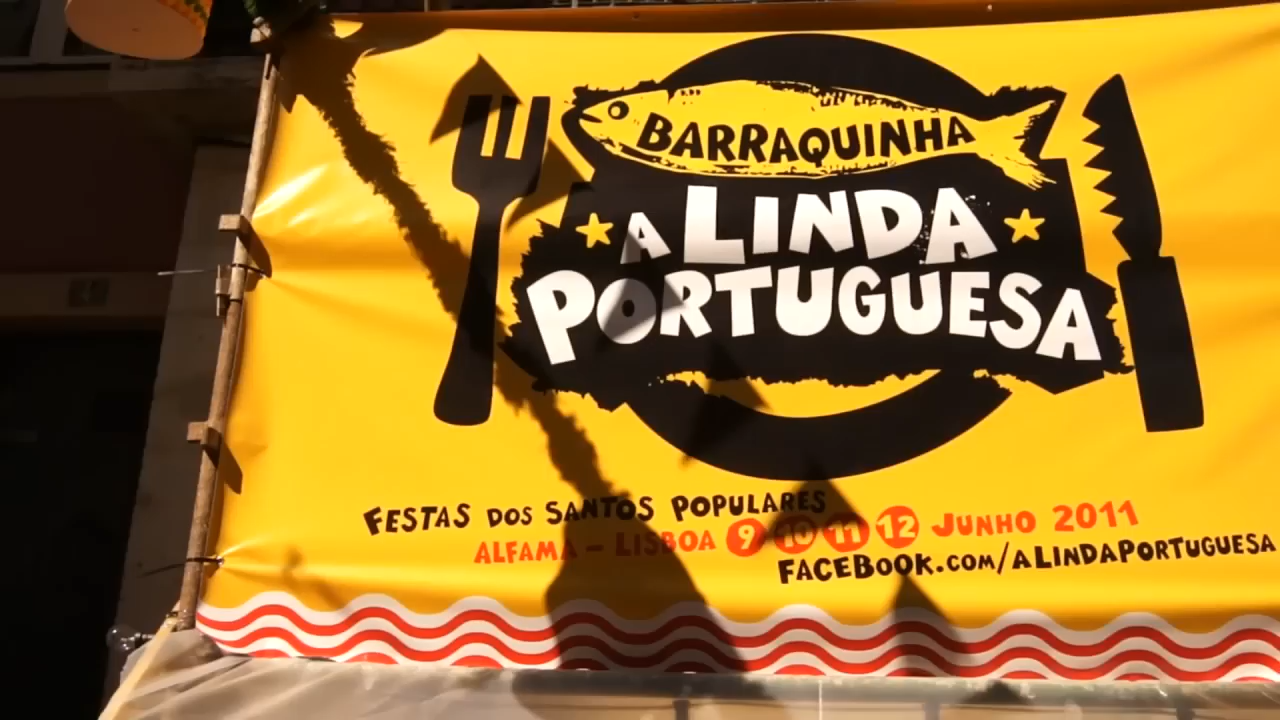 BARRAQUINHA
A LINDA
PORTUGUESA
FESTAS DOS SANTOS POPULARES
ALFAMA - LISBOA 9 10 11 12 JUNHO 2011
FACEBOOK.COM/ALINDAPORTUGUESA